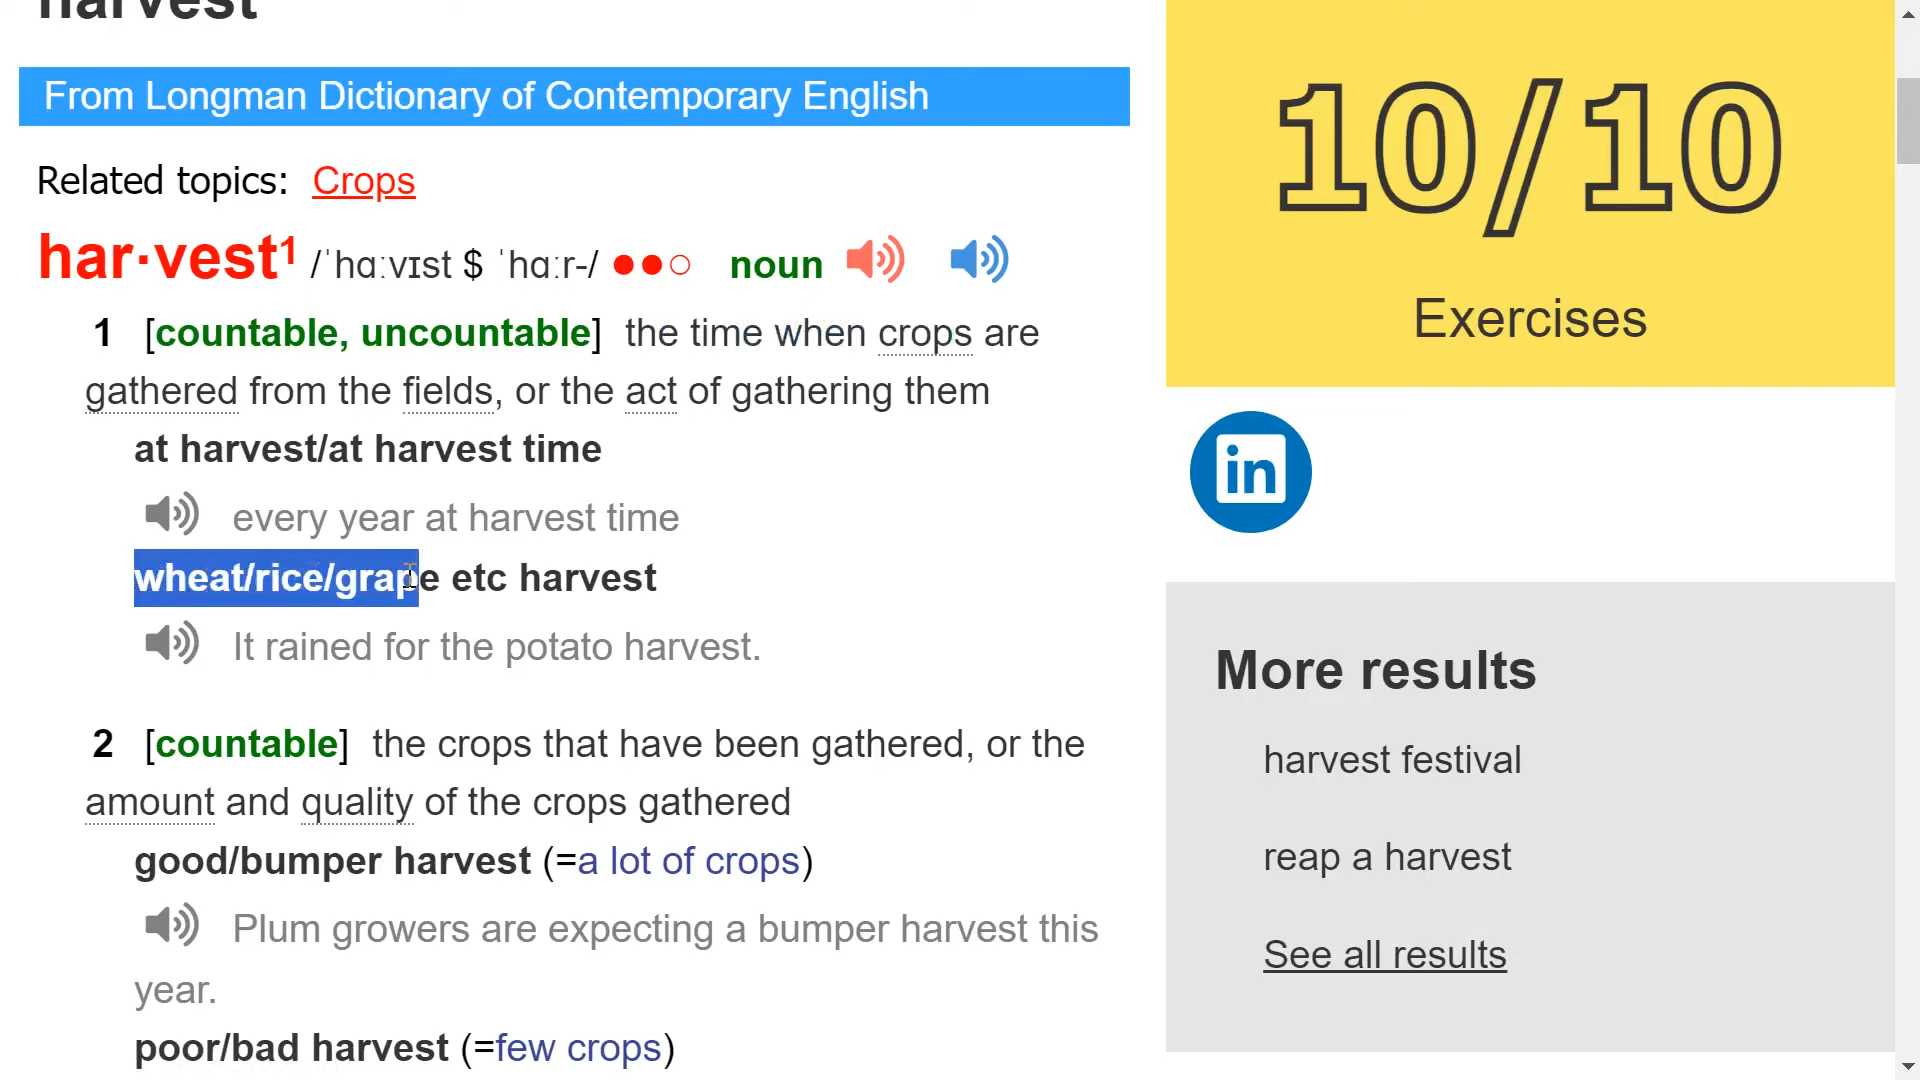 harvest
From Longman Dictionary of Contemporary English
Related topics: Crops
har·vest1 /ˈhɑːvɪst $ ˈhɑːr-/ ●●○ noun
1 [countable, uncountable] the time when crops are
gathered from the fields, or the act of gathering them
at harvest/at harvest time
every year at harvest time
wheat/rice/grape etc harvest
It rained for the potato harvest.
2 [countable] the crops that have been gathered, or the
amount and quality of the crops gathered
good/bumper harvest (=a lot of crops)
Plum growers are expecting a bumper harvest this
year.
poor/bad harvest (=few crops)
10/10
Exercises
in
More results
harvest festival
reap a harvest
See all results